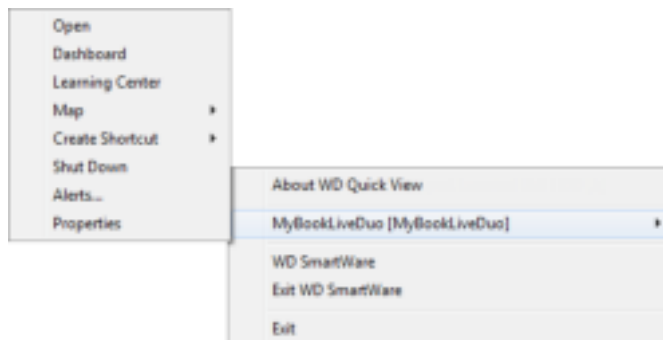 Open
Dashboard
Learning Center
Map
Create Shortcut
Shut Down
Alerts...
Properties
About WD Quick View
MyBookLiveDuo [MyBookLiveDuo]
WD SmartWare
Exit WD SmartWare
Exit